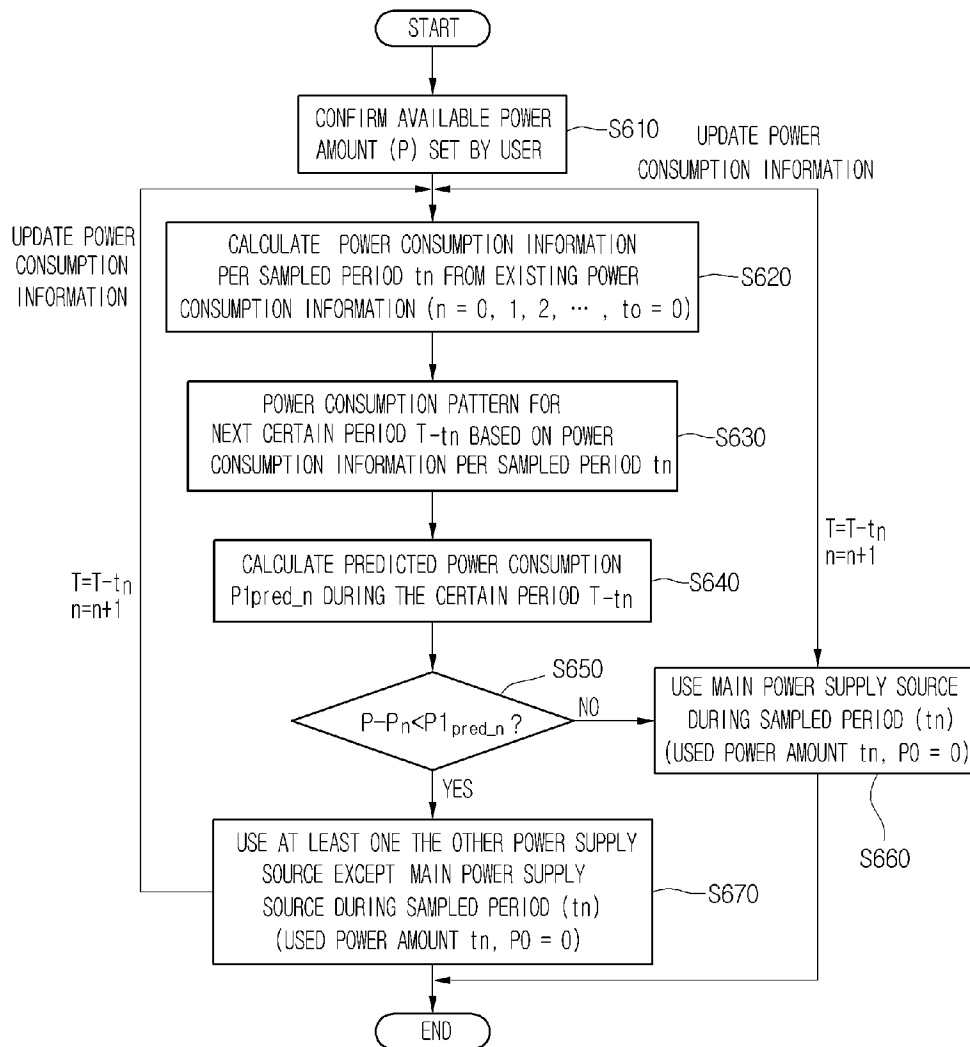 START
CONFIRM AVAILABLE POWER
AMOUNT (P) SET BY USER
S610
UPDATE POWER
CONSUMPTION INFORMATION
UPDATE POWER
CONSUMPTION
INFORMATION
CALCULATE POWER CONSUMPTION INFORMATION
PER SAMPLED PERIOD tn FROM EXISTING POWER
CONSUMPTION INFORMATION (n = 0, 1, 2, ··· , to = 0)
S620
POWER CONSUMPTION PATTERN FOR
NEXT CERTAIN PERIOD T-tn BASED ON POWER
CONSUMPTION INFORMATION PER SAMPLED PERIOD tn
S630
CALCULATE PREDICTED POWER CONSUMPTION
P1pred_n DURING THE CERTAIN PERIOD T-tn
S640
T=T-tn
n=n+1
T=T-tn
n=n+1
S650
P-Pn<P1pred_n ?
NO
YES
USE MAIN POWER SUPPLY SOURCE
DURING SAMPLED PERIOD (tn)
(USED POWER AMOUNT tn, P0 = 0)
S660
USE AT LEAST ONE THE OTHER POWER SUPPLY
SOURCE EXCEPT MAIN POWER SUPPLY
SOURCE DURING SAMPLED PERIOD (tn)
(USED POWER AMOUNT tn, P0 = 0)
S670
END